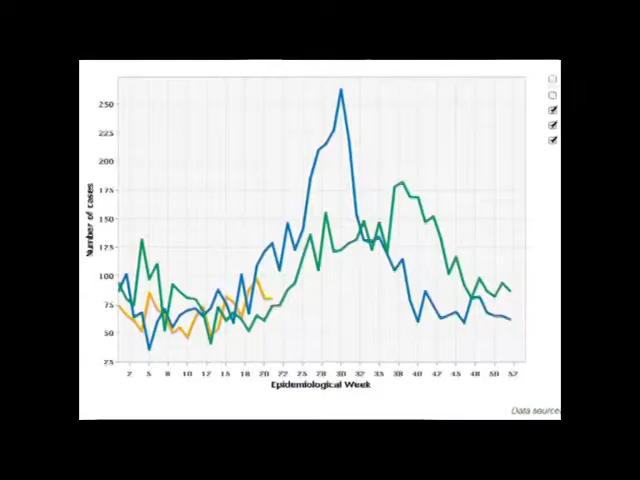 250
225
200
175
150
125
100
75
50
25
Number of cases
2 5 8 10 12 15 18 20 22 25 28 30 32 35 38 40 42 45 48 50 52
Epidemiological Week
Data source